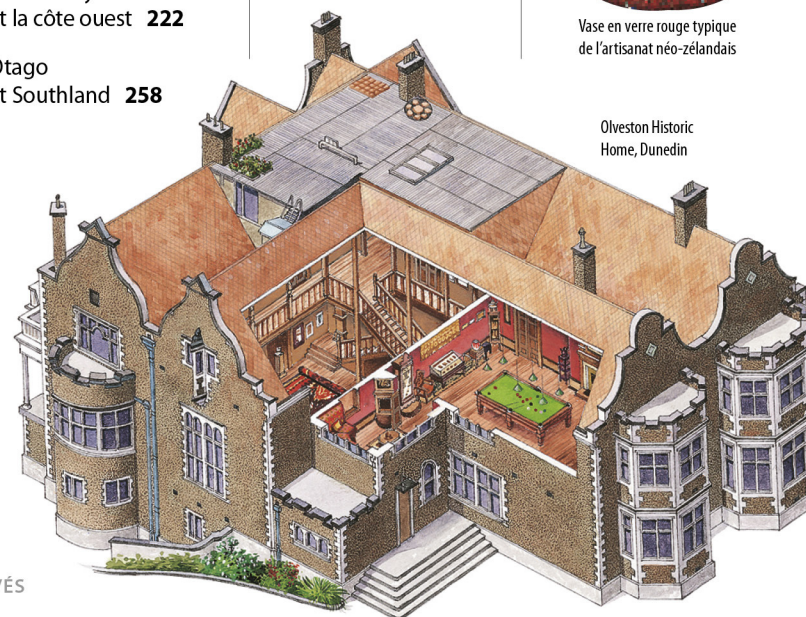 t la côte ouest 222
Otago
t Southland 258
Vase en verre rouge typique
de l'artisanat néo-zélandais
Olveston Historic
Home, Dunedin
VÉS